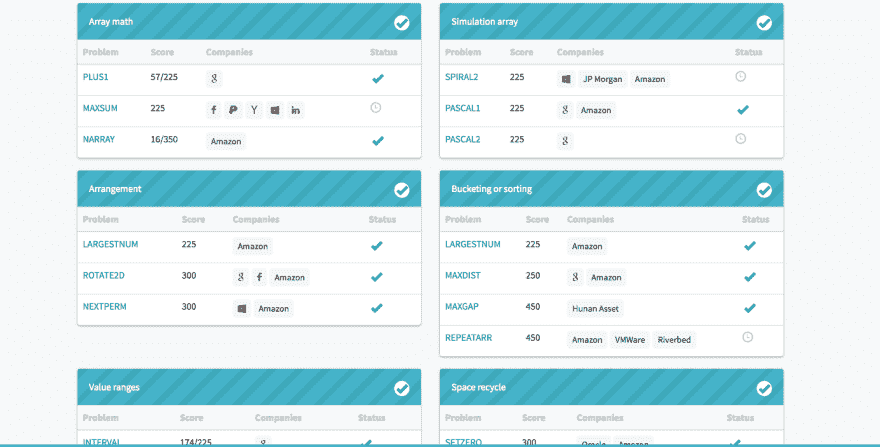 Array math
Problem Score Companies Status
PLUS1 57/225 g
MAXSUM 225 f P Y in
NARRAY 16/350 Amazon
Simulation array
Problem Score Companies Status
SPIRAL2 225 JP Morgan Amazon
PASCAL1 225 g Amazon
PASCAL2 225 g
Arrangement
Problem Score Companies Status
LARGESTNUM 225 Amazon
ROTATE2D 300 g f Amazon
NEXTPERM 300 Amazon
Bucketing or sorting
Problem Score Companies Status
LARGESTNUM 225 Amazon
MAXDIST 250 g Amazon
MAXGAP 450 Hunan Asset
REPEATARR 450 Amazon VMWare Riverbed
Value ranges
Problem Score Companies Status
INTERVAL 174/225 g
Space recycle
Problem Score Companies Status
SETZERO 300 Oracle Amazon